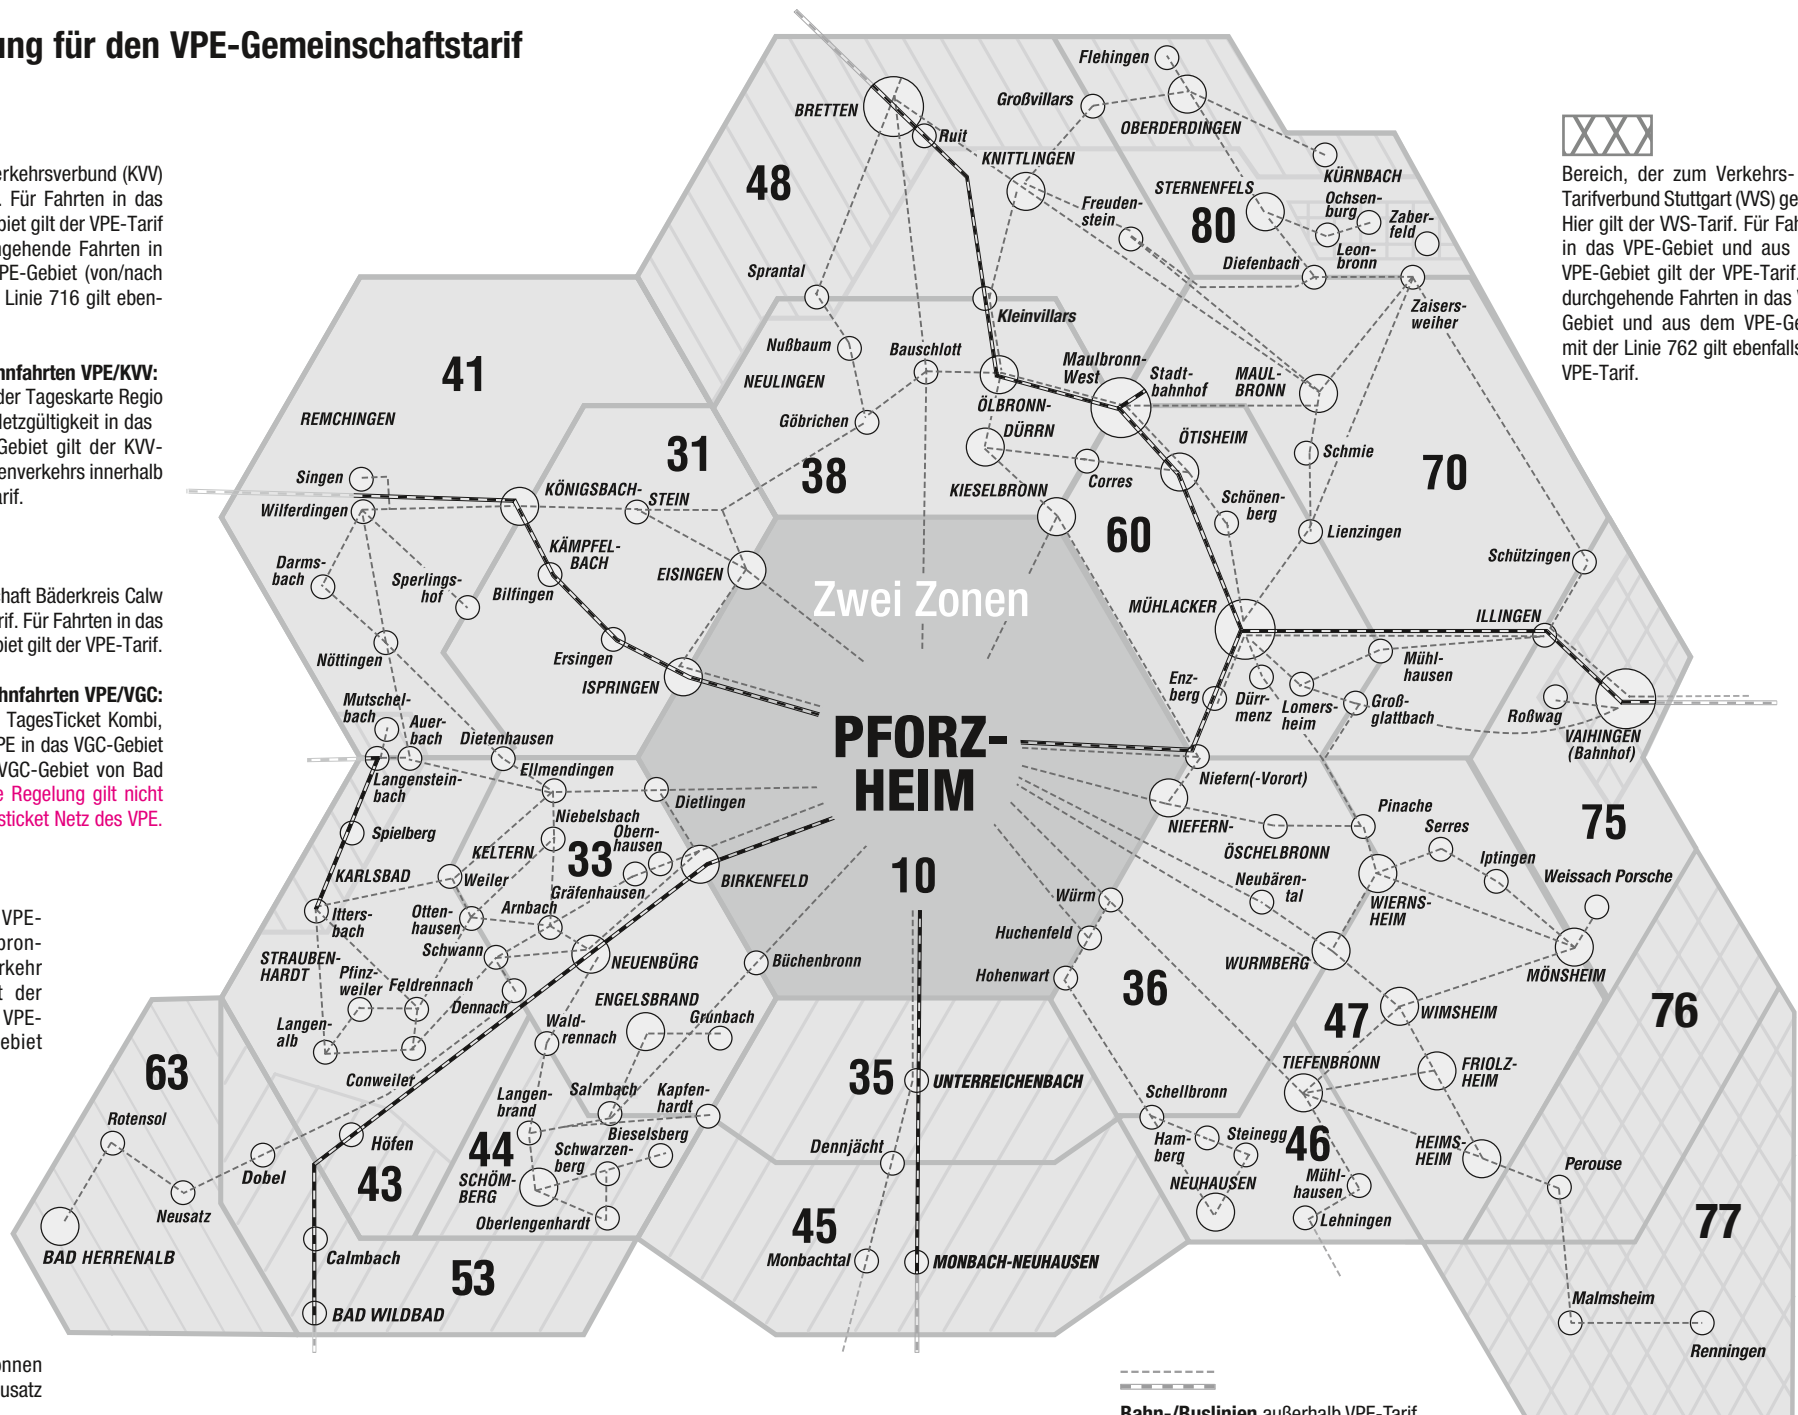 ung für den VPE-Gemeinschaftstarif
erkehrsverbund (KVV)
. Für Fahrten in das
biet gilt der VPE-Tarif
ngehende Fahrten in
PE-Gebiet (von/nach
Linie 716 gilt eben-
hnfahrten VPE/KVV:
der Tageskarte Regio
Netzgültigkeit in das
Gebiet gilt der KVV-
enverkehrs innerhalb
arif.
haft Bäderkreis Calw
rif. Für Fahrten in das
biet gilt der VPE-Tarif.
hnfahrten VPE/VGC:
TagesTicket Kombi,
PE in das VGC-Gebiet
VGC-Gebiet von Bad
e Regelung gilt nicht
sticket Netz des VPE.
VPE-
bron-
rkehr
t der
VPE-
ebiet
onnen
usatz
Bereich, der zum Verkehrs-
Tarifverbund Stuttgart (VVS) ge
Hier gilt der VVS-Tarif. Für Fah
in das VPE-Gebiet und aus
VPE-Gebiet gilt der VPE-Tarif.
durchgehende Fahrten in das V
Gebiet und aus dem VPE-Ge
mit der Linie 762 gilt ebenfalls
VPE-Tarif.
48
BRETTEN
Ruit
Großvillars
Flehingen
OBERDERDINGEN
KÜRNBACH
KNITTLINGEN
Freuden-
stein
STERNENFELS
80
Ochsen-
burg
Zaber-
feld
Leon-
bronn
Diefenbach
Zaisers-
weiher
Sprantal
Kleinvillars
41
REMCHINGEN
Singen
Wilferdingen
Darms-
bach
Sperlings-
hof
Nöttingen
Mutschel-
bach
Auer-
bach
Dietenhausen
31
KÖNIGSBACH-
STEIN
KÄMPFEL-
BACH
Bilfingen
Ersingen
ISPRINGEN
EISINGEN
Nußbaum
NEULINGEN
Bauschlott
Göbrichen
38
ÖLBRONN-
DÜRRN
KIESELBRONN
Maulbronn-
West
Stadt-
bahnhof
MAUL-
BRONN
ÖTISHEIM
Corres
Schönen-
berg
Schmie
Lienzingen
70
60
Schützingen
MÜHLACKER
ILLINGEN
Enz-
berg
Dürr-
menz
Lomers-
heim
Mühl-
hausen
Groß-
glattbach
Roßwag
VAIHINGEN
(Bahnhof)
Zwei Zonen
PFORZ-
HEIM
10
Niefern(-Vorort)
NIEFERN-
ÖSCHELBRONN
Pinache
Serres
Iptingen
75
Weissach Porsche
Neubären-
tal
WIERNS-
HEIM
WURMBERG
MÖNSHEIM
Würm
Huchenfeld
Hohenwart
36
47
WIMSHEIM
TIEFENBRONN
FRIOLZ-
HEIM
76
Langenstein-
bach
Spielberg
KARLSBAD
Itters-
bach
Ellmendingen
Niebelsbach
Obern-
hausen
KELTERN
33
Dietlingen
BIRKENFELD
Weiler
Gräfenhausen
Otten-
hausen
Arnbach
Schwann
NEUENBÜRG
Büchenbronn
STRAUBEN-
HARDT
Pfinz-
weiler
Feldrennach
Dennach
Langen-
alb
Conweiler
ENGELSBRAND
Grunbach
Wald-
rennach
Langen-
brand
Salmbach
Kapfen-
hardt
44
Bieselsberg
Schwarzen-
berg
SCHÖM-
BERG
Oberlengenhardt
63
Rotensol
Dobel
Neusatz
BAD HERRENALB
Höfen
43
Calmbach
BAD WILDBAD
53
35
UNTERREICHENBACH
Dennjächt
45
Monbachtal
MONBACH-NEUHAUSEN
Schellbronn
Ham-
berg
Steinegg
46
NEUHAUSEN
Mühl-
hausen
Lehningen
HEIMS-
HEIM
Perouse
77
Malmsheim
Renningen
Bahn-/Buslinien außerhalb VPE-Tarif